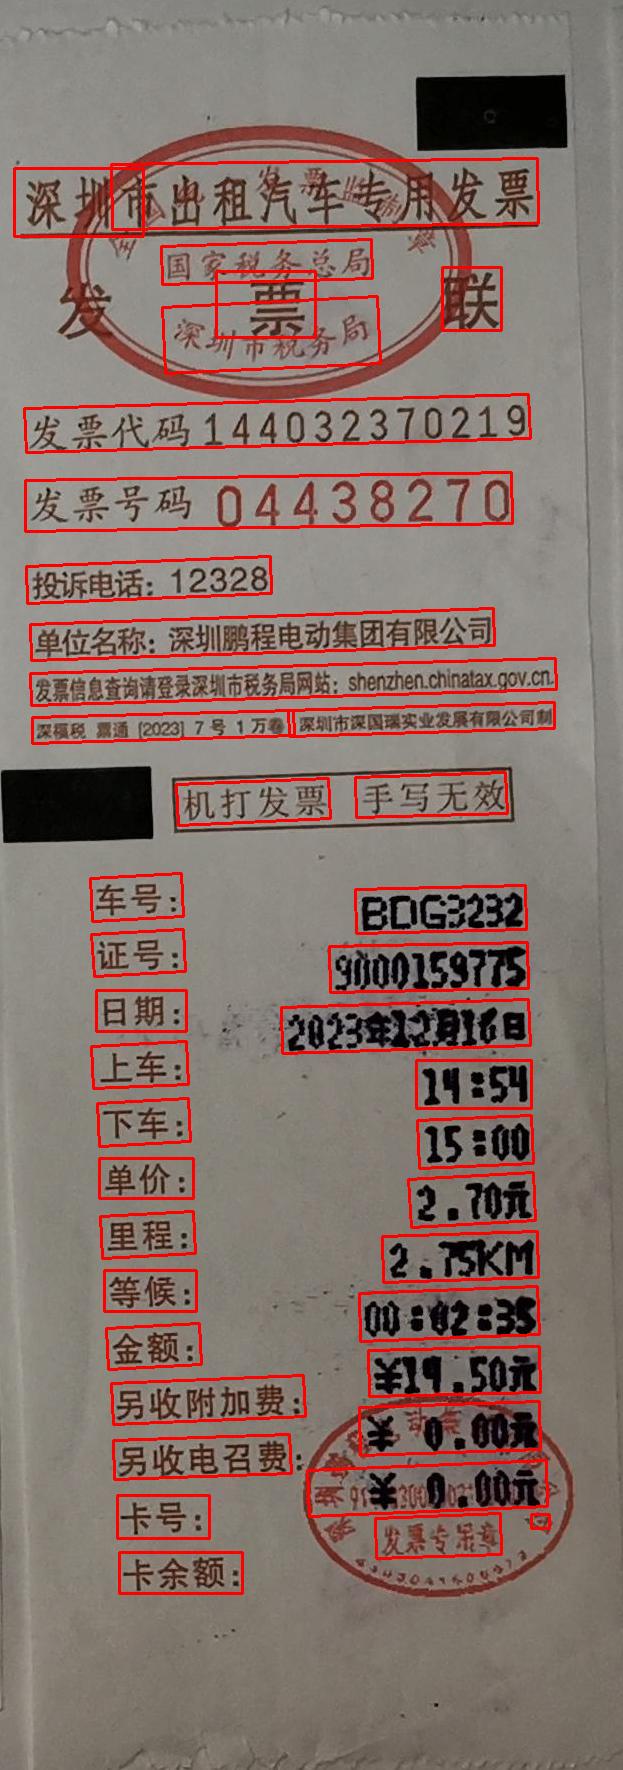 深圳市出租汽车专用发票
国家税务总局
发 票 联
深圳市税务局
发票代码 144032370219
发票号码 04438270
投诉电话：12328
单位名称：深圳鹏程电动集团有限公司
发票信息查询请登录深圳市税务局网站：shenzhen.chinatax.gov.cn.
深税 票通 [2023] 7 号 1 万卷 深圳市深国瑞实业发展有限公司制
机打发票 手写无效
车号： BDG3232
证号： 9000159775
日期： 2023年12月16日
上车： 14:54
下车： 15:00
单价： 2.70元
里程： 2.75KM
等候： 00:02:35
金额： ¥19.50元
另收附加费： ¥ 0.00元
另收电召费： ¥ 0.00元
卡号： 发票专用章
卡余额：